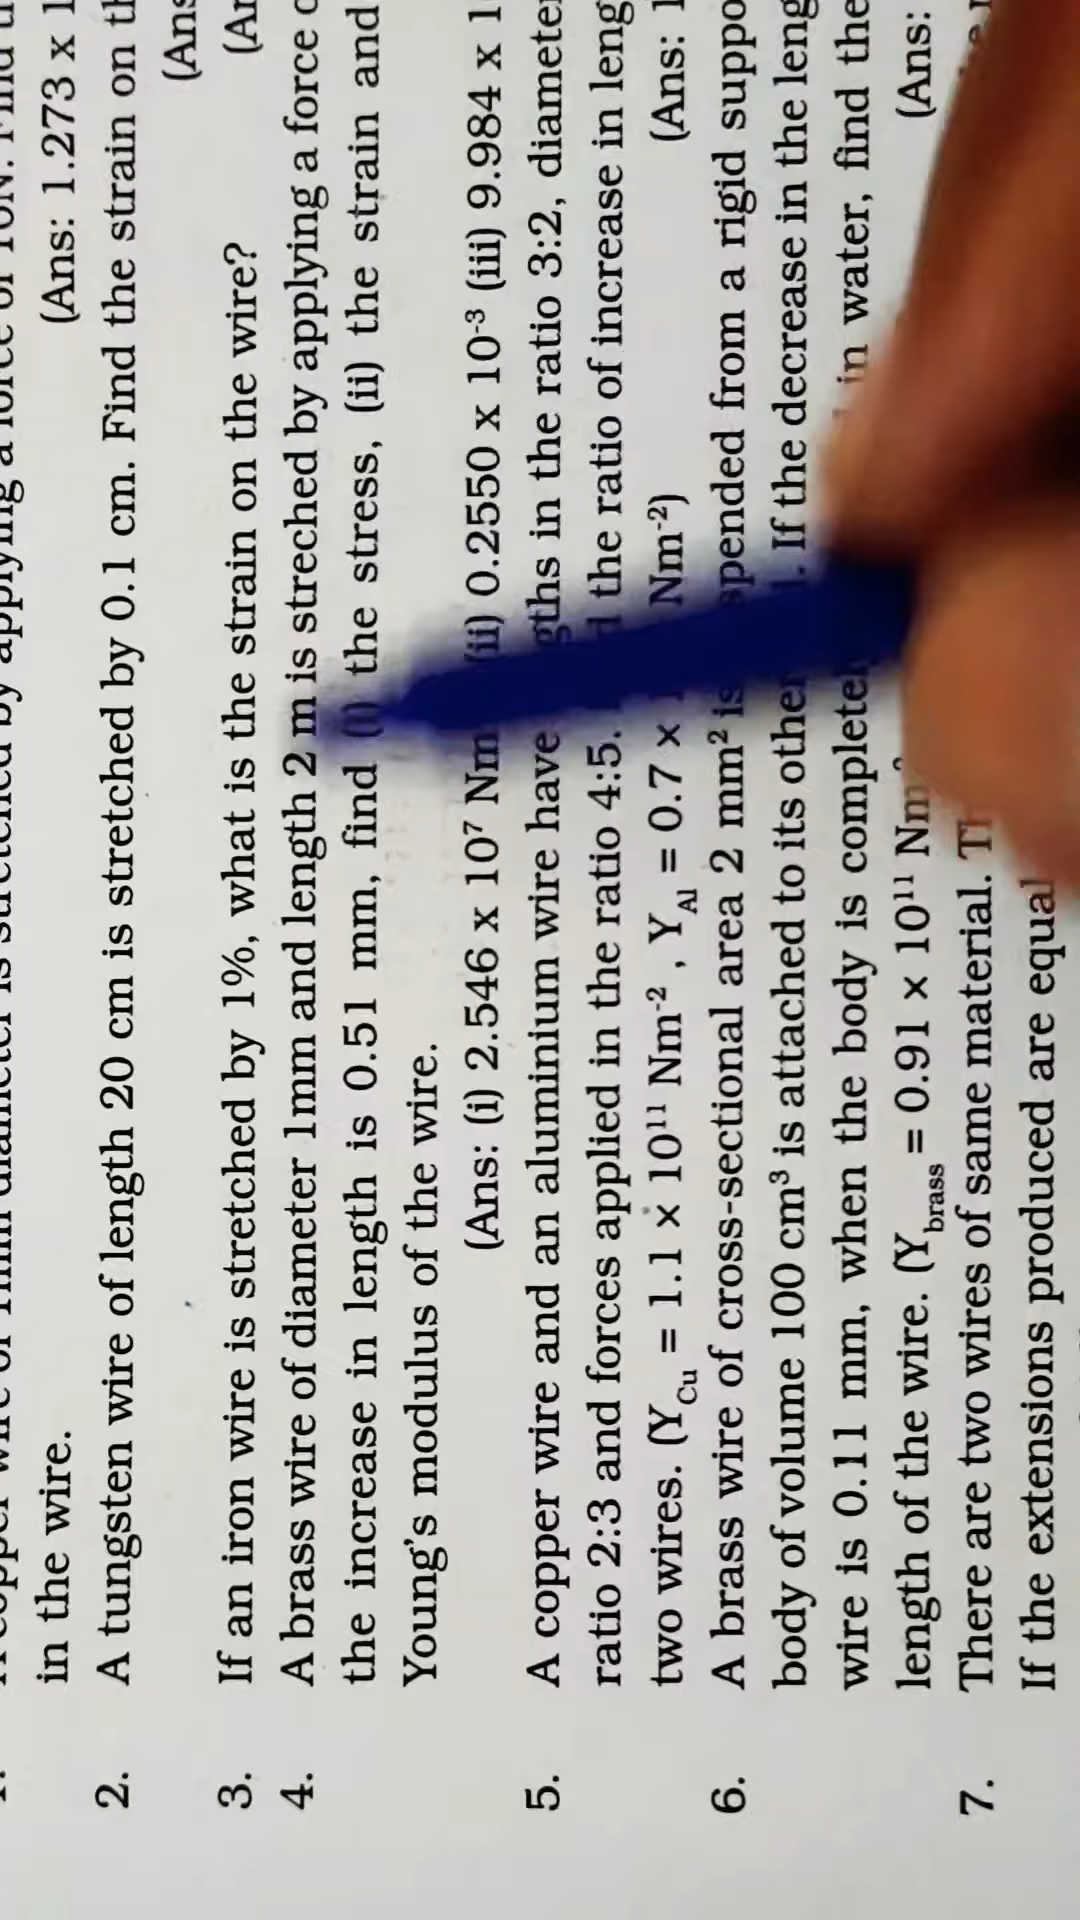 in the wire.
(Ans: 1.273 x 1
2. A tungsten wire of length 20 cm is stretched by 0.1 cm. Find the strain on
(Ans
3. If an iron wire is stretched by 1%, what is the strain on the wire?
4. A brass wire of diameter 1mm and length 2 m is streched by applying a force
the increase in length is 0.51 mm, find (i) the stress, (ii) the strain and
Young's modulus of the wire.
(Ans: (i) 2.546 x 10⁷ Nm (ii) 0.2550 x 10⁻³ (iii) 9.984 x 1
5. A copper wire and an aluminium wire have gths in the ratio 3:2, diameter
ratio 2:3 and forces applied in the ratio 4:5. the ratio of increase in leng
two wires. (Y_Cu = 1.1 × 10¹¹ Nm⁻², Y_Al = 0.7 × Nm⁻²) (Ans: 1
6. A brass wire of cross-sectional area 2 mm² is spended from a rigid suppo
body of volume 100 cm³ is attached to its other If the decrease in the leng
wire is 0.11 mm, when the body is complete in water, find the
length of the wire. (Y_brass = 0.91 × 10¹¹ Nm (Ans:
7. There are two wires of same material.
If the extensions produced are equal